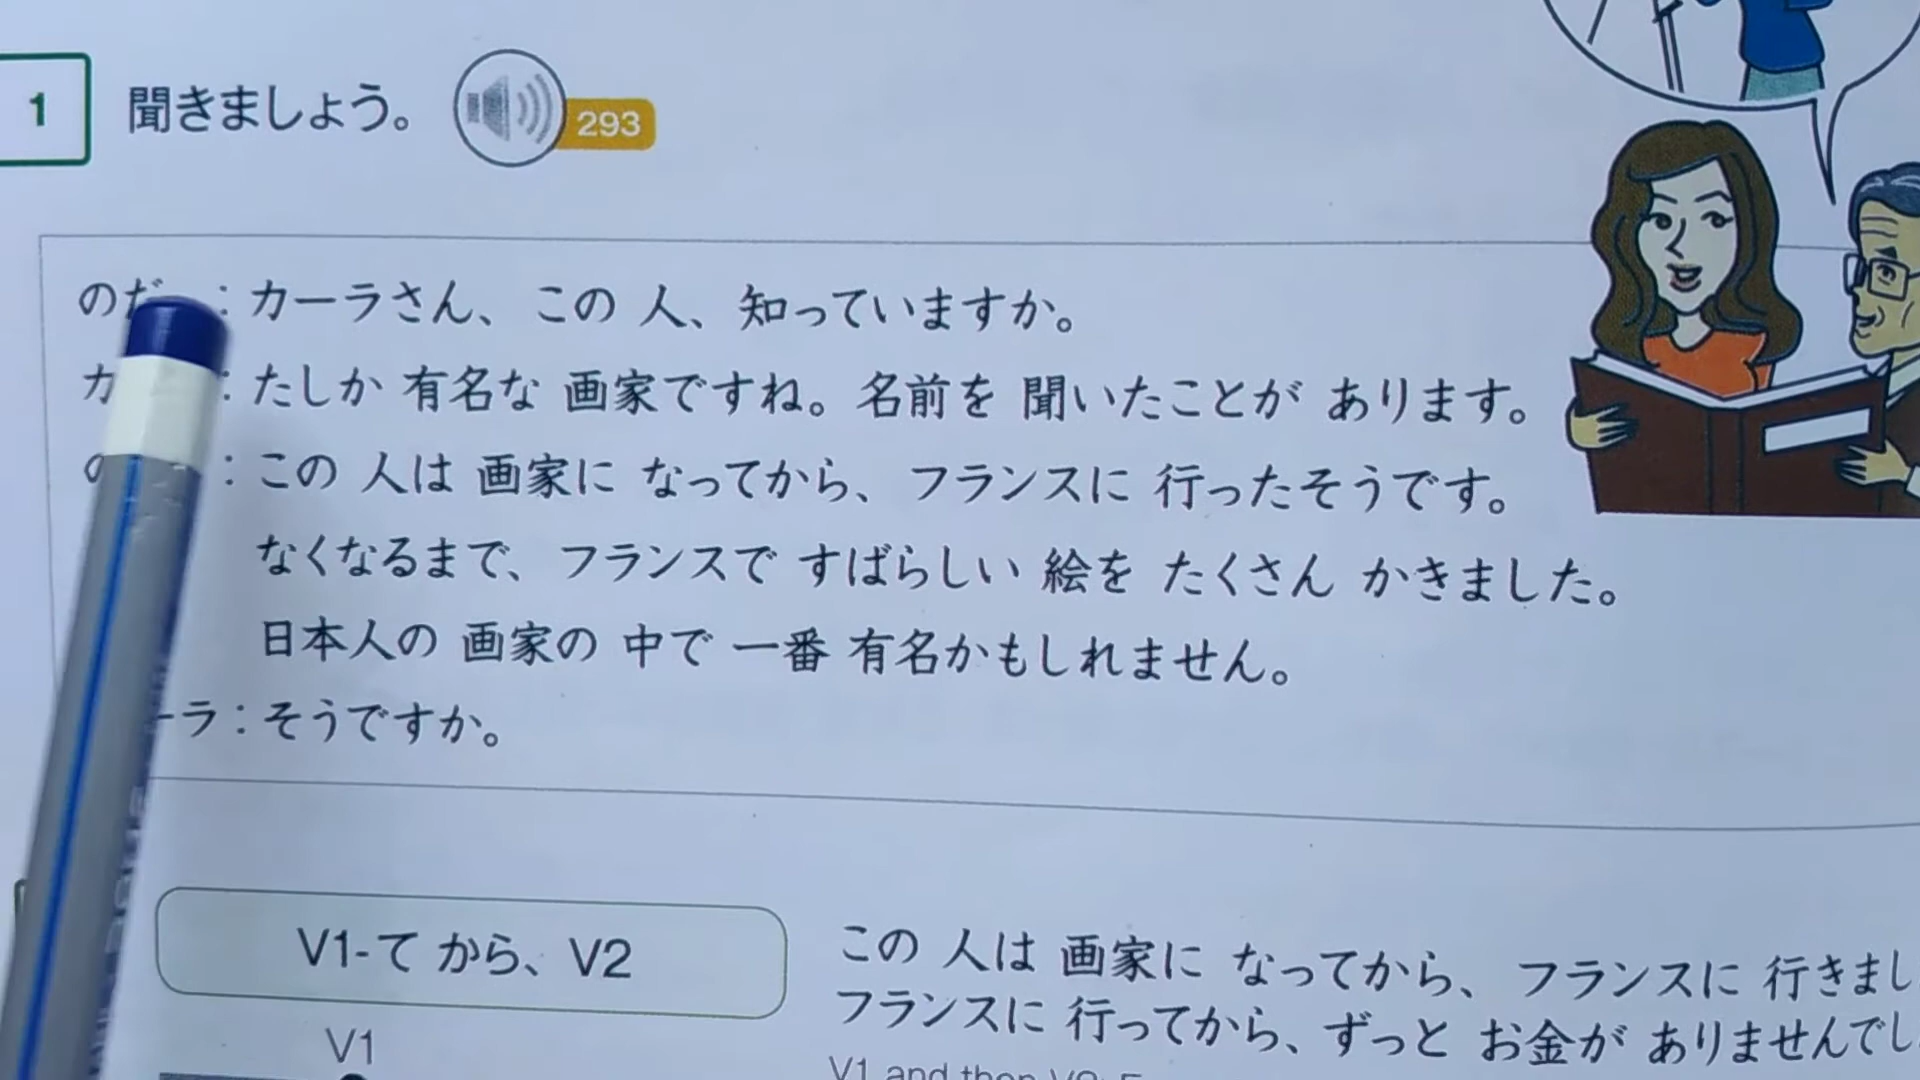 1 聞きましょう。 293
のだ : カーラさん、この 人、知っていますか。
カ : たしか 有名な 画家ですね。名前を 聞いたことが あります。
の : この 人は 画家に なってから、フランスに 行ったそうです。
なくなるまで、フランスで すばらしい 絵を たくさん かきました。
日本人の 画家の 中で 一番 有名かもしれません。
ーラ : そうですか。
V1-て から、V2
この 人は 画家に なってから、フランスに 行きまし
フランスに 行ってから、ずっと お金が ありませんでし
V1
V1 and then V2